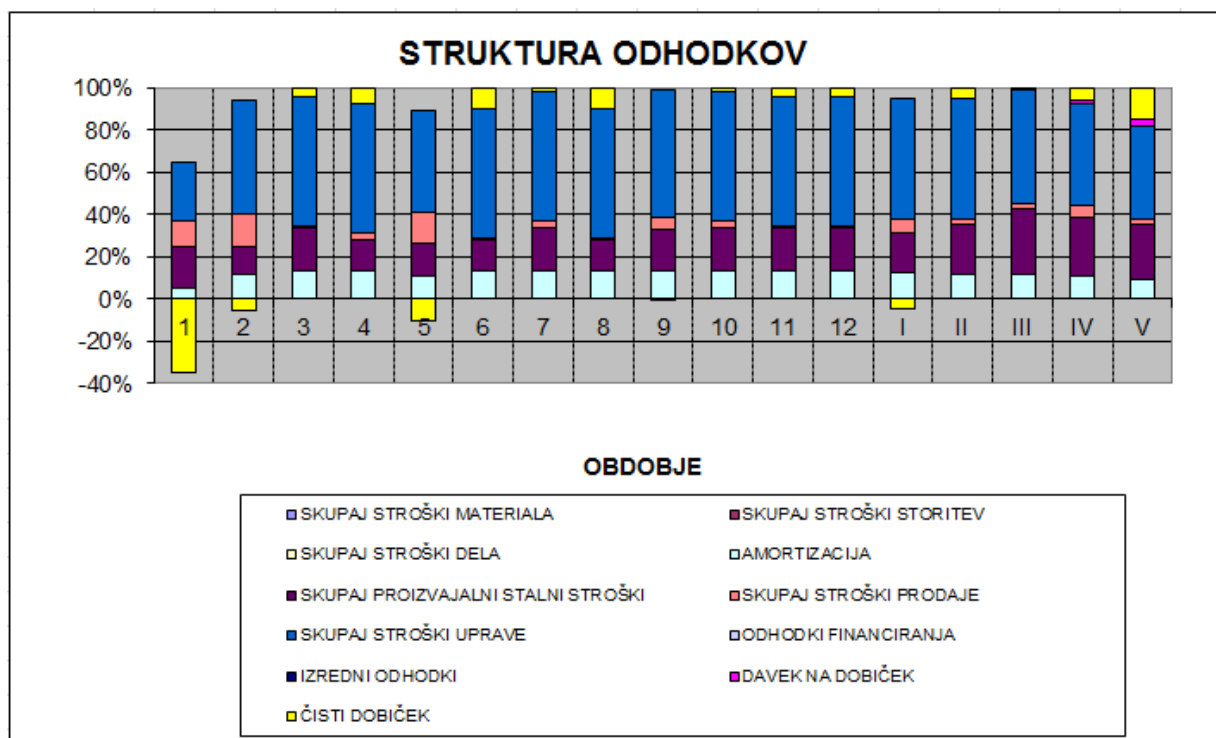 STRUKTURA ODHODKOV
100%
80%
60%
40%
20%
0%
-20%
-40%
1 2 3 4 5 6 7 8 9 10 11 12 I II III IV V
OBDOBJE
SKUPAJ STROŠKI MATERIALA SKUPAJ STROŠKI STORITEV
SKUPAJ STROŠKI DELA AMORTIZACIJA
SKUPAJ PROIZVAJALNI STALNI STROŠKI SKUPAJ STROŠKI PRODAJE
SKUPAJ STROŠKI UPRAVE ODHODKI FINANCIRANJA
IZREDNI ODHODKI DAVEK NA DOBIČEK
ČISTI DOBIČEK